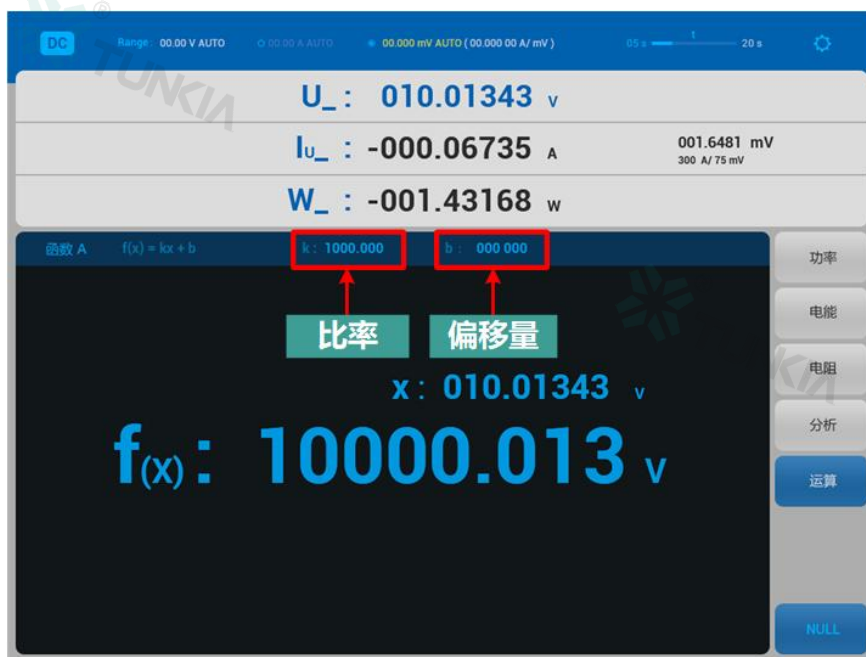 DC Range: 00.00 V AUTO 00.00 A AUTO 00.000 mV AUTO ( 00.000 00 A/ mV ) 05 s 1 20 s
®
TUNKIA
U_ : 010.01343 V
IU_ : -000.06735 A 001.6481 mV
300 A/ 75 mV
W_ : -001.43168 W
函数 A f(x) = kx + b k : 1000.000 b : 000 000
功率
比率 偏移量
电能
x : 010.01343 V
电阻
f(X) : 10000.013 V
分析
运算
NULL